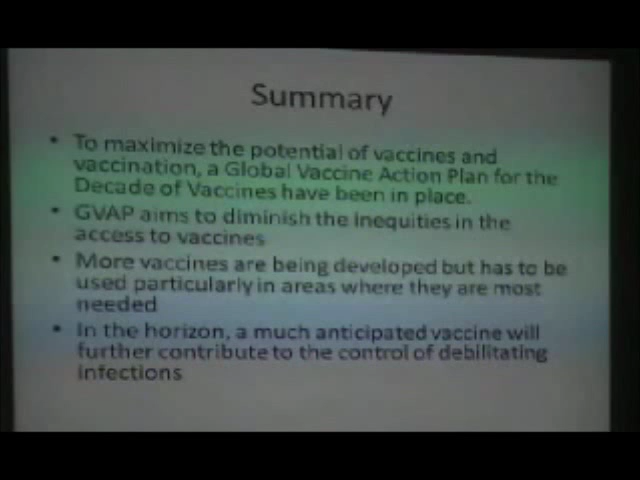 Summary
• To maximize the potential of vaccines and
vaccination, a Global Vaccine Action Plan for the
Decade of Vaccines have been in place.
• GVAP aims to diminish the inequities in the
access to vaccines
• More vaccines are being developed but has to be
used particularly in areas where they are most
needed
• In the horizon, a much anticipated vaccine will
further contribute to the control of debilitating
infections